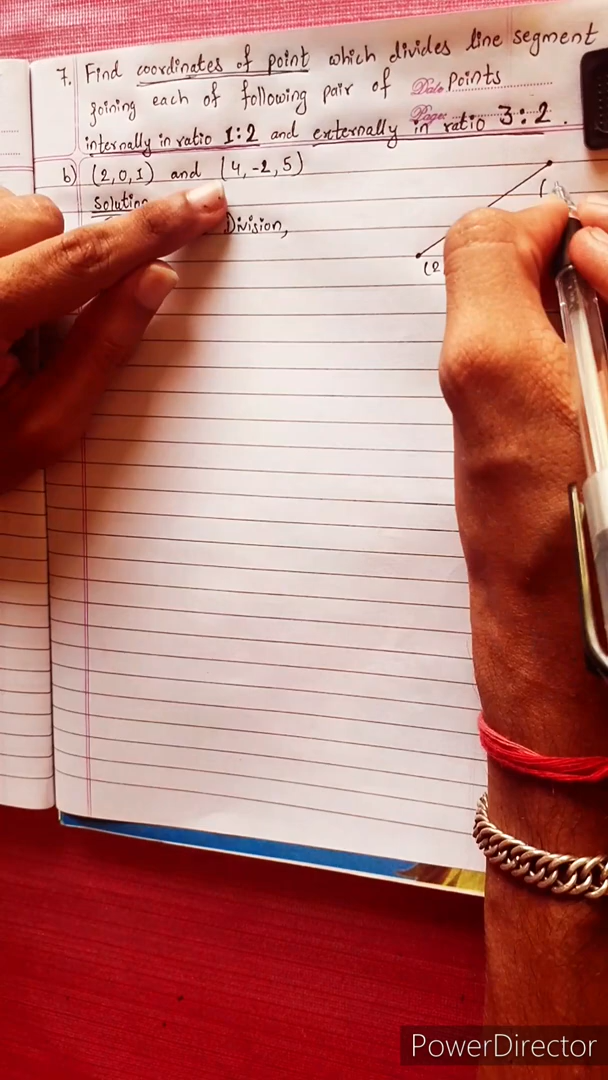 7. Find coordinates of point which divides line segment
joining each of following pair of points
Date
Page:
internally in ratio 1:2 and externally in ratio 3:2.
b) (2,0,1) and (4,-2,5)
Solution
Division,
(
(2
PowerDirector